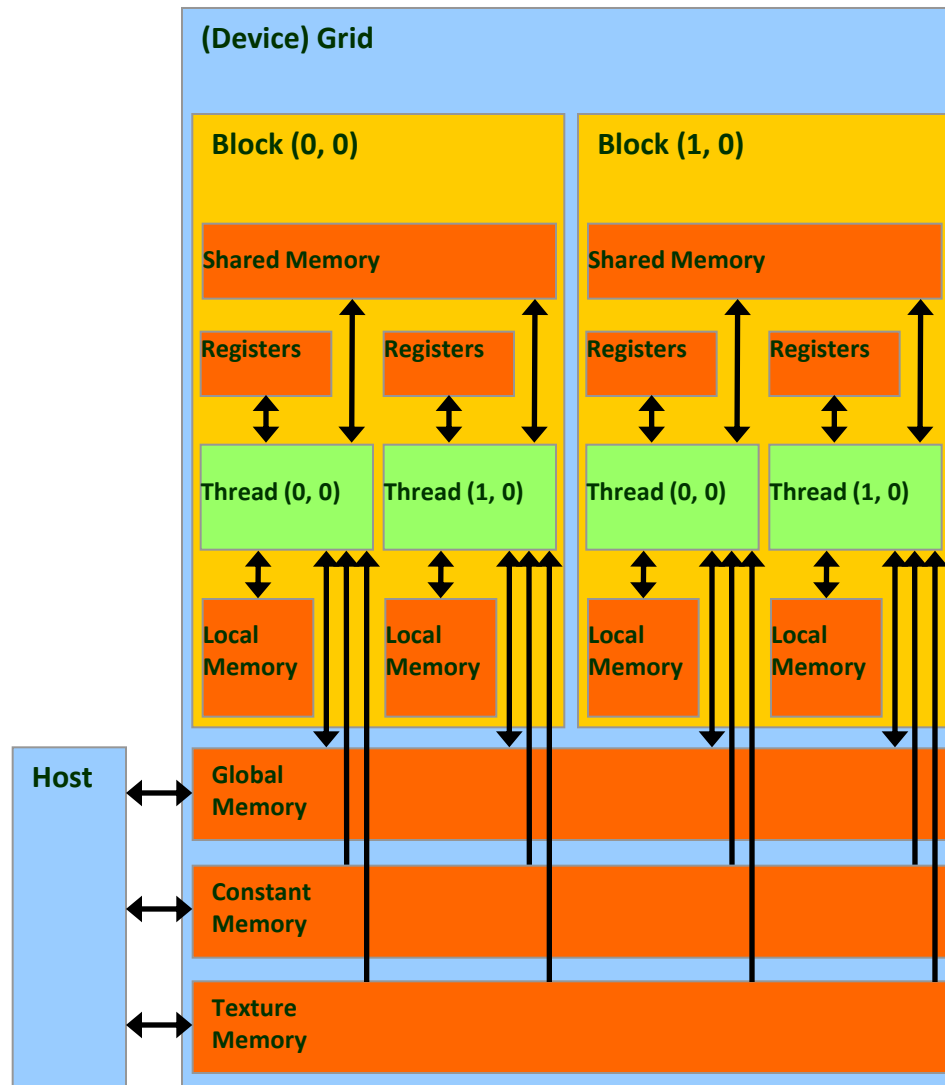 (Device) Grid
Block (0, 0)
Block (1, 0)
Shared Memory
Shared Memory
Registers
Registers
Registers
Registers
Thread (0, 0)
Thread (1, 0)
Thread (0, 0)
Thread (1, 0)
Local
Memory
Local
Memory
Local
Memory
Local
Memory
Host
Global
Memory
Constant
Memory
Texture
Memory